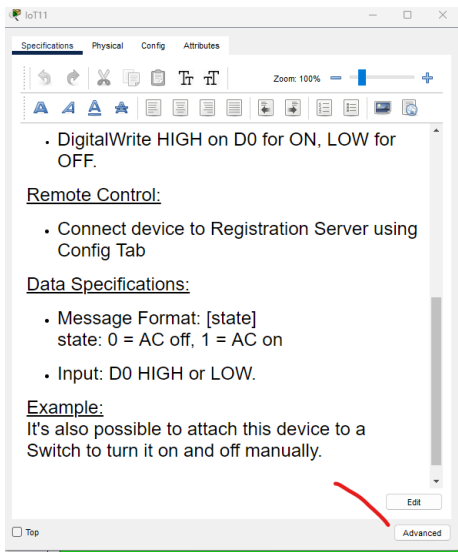 IoT11
Specifications Physical Config Attributes
Zoom: 100%
• DigitalWrite HIGH on D0 for ON, LOW for
OFF.
Remote Control:
• Connect device to Registration Server using
Config Tab
Data Specifications:
• Message Format: [state]
state: 0 = AC off, 1 = AC on
• Input: D0 HIGH or LOW.
Example:
It's also possible to attach this device to a
Switch to turn it on and off manually.
Edit
Top
Advanced